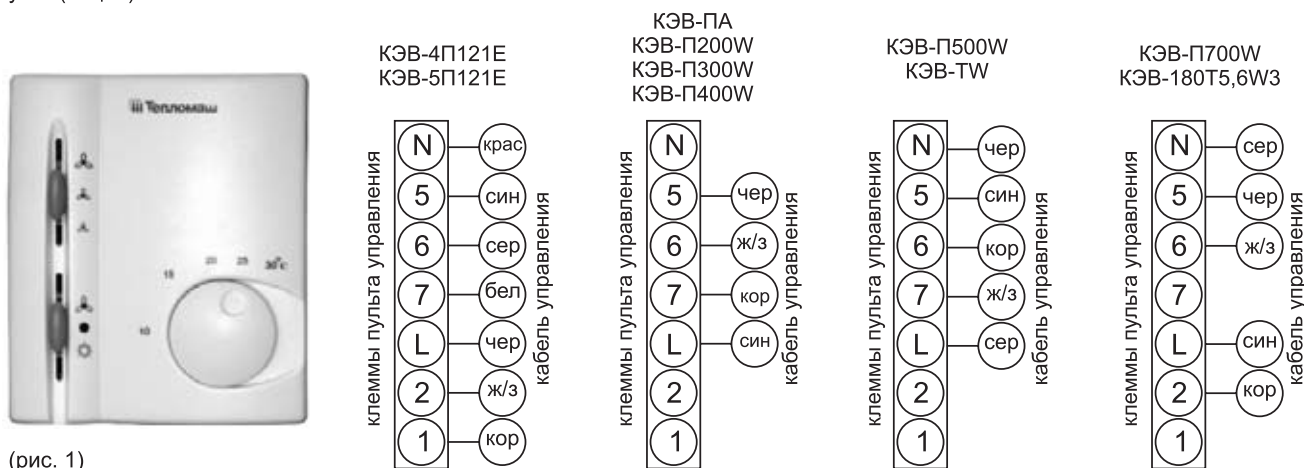 КЭВ-4П121Е
КЭВ-5П121Е
КЭВ-ПА
КЭВ-П200W
КЭВ-П300W
КЭВ-П400W
КЭВ-П500W
КЭВ-TW
КЭВ-П700W
КЭВ-180Т5,6W3
Тепломаш
10
15
20
25
30°c
клеммы пульта управления
N крас
5 син
6 сер
7 бел
L чер
2 ж/з
1 кор
кабель управления
клеммы пульта управления
N
5 чер
6 ж/з
7 кор
L син
2
1
кабель управления
клеммы пульта управления
N чер
5 син
6 кор
7 ж/з
L сер
2
1
кабель управления
клеммы пульта управления
N сер
5 чер
6 ж/з
7
L син
2 кор
1
кабель управления
(рис. 1)